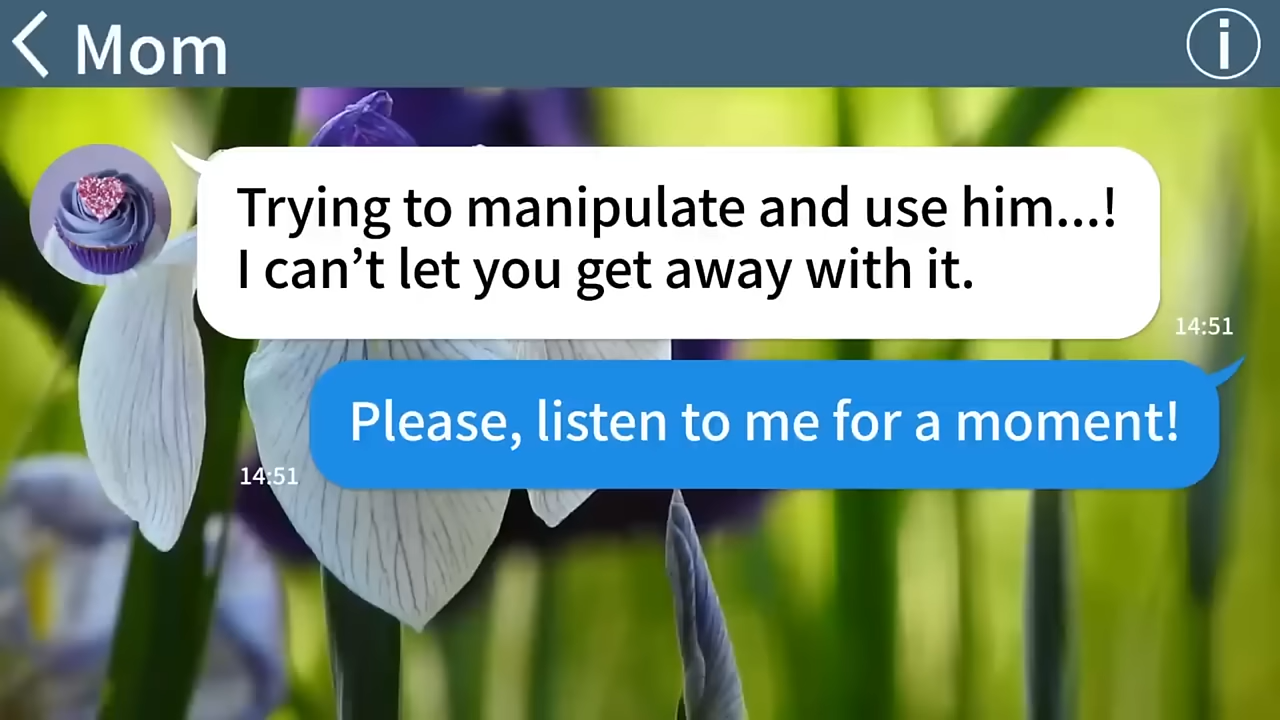 Mom
Trying to manipulate and use him...!
I can’t let you get away with it.
14:51
Please, listen to me for a moment!
14:51